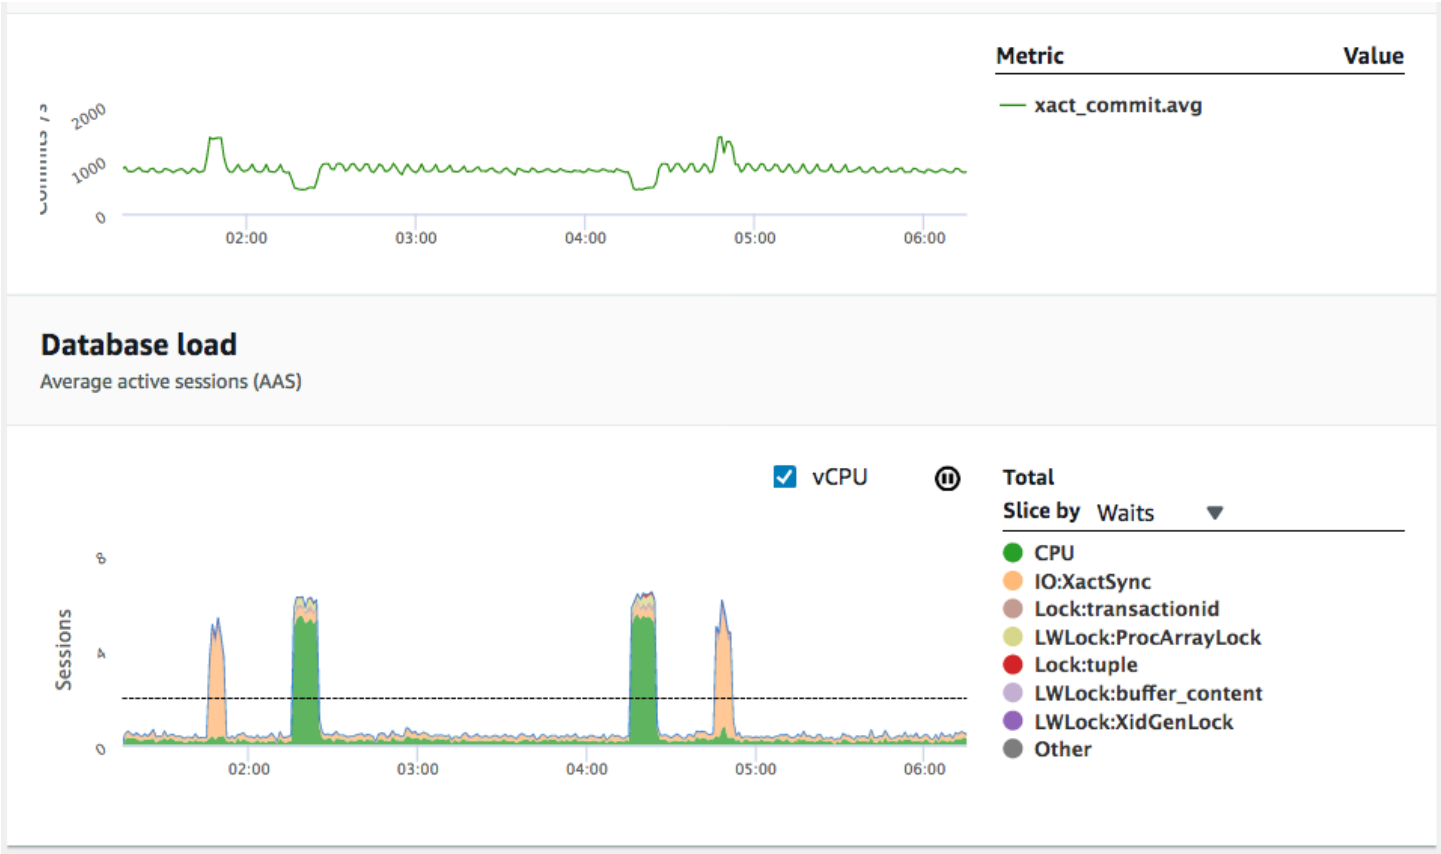 Metric Value
xact_commit.avg
2000
1000
0
02:00 03:00 04:00 05:00 06:00
Database load
Average active sessions (AAS)
vCPU
Total
Slice by Waits
CPU
IO:XactSync
Lock:transactionid
LWLock:ProcArrayLock
Lock:tuple
LWLock:buffer_content
LWLock:XidGenLock
Other
Sessions
8
4
0
02:00 03:00 04:00 05:00 06:00